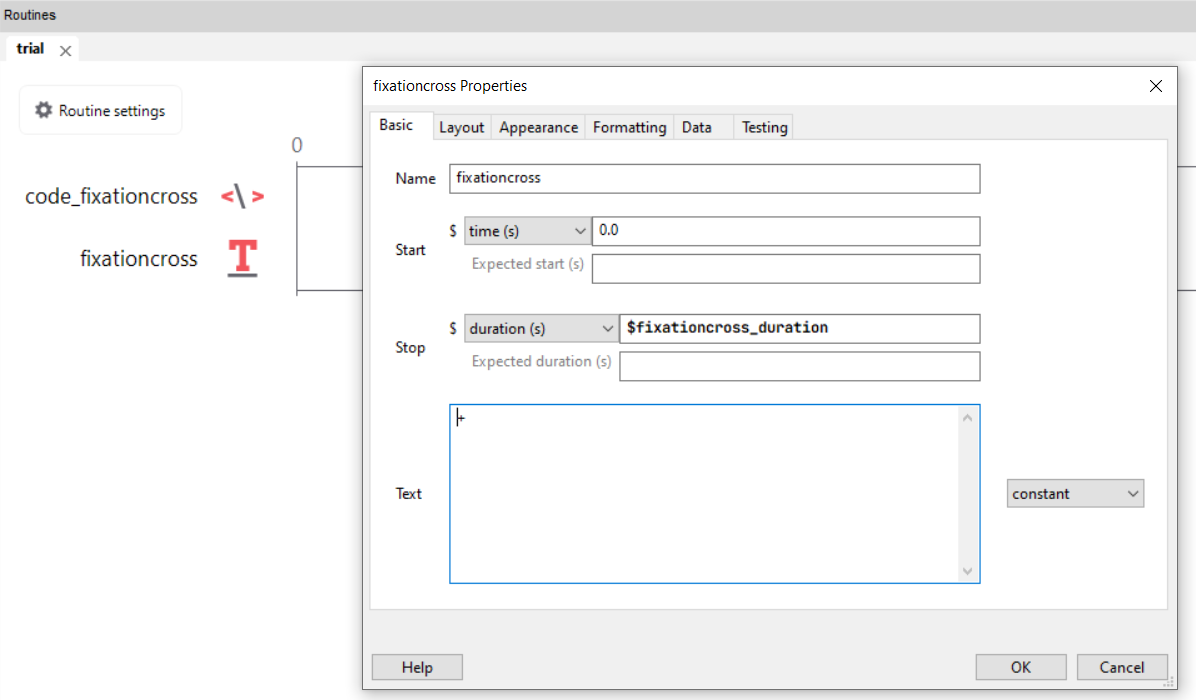 Routines
trial
Routine settings
0
code_fixationcross
fixationcross
fixationcross Properties
Basic Layout Appearance Formatting Data Testing
Name fixationcross
Start $ time (s) 0.0
Expected start (s)
Stop $ duration (s) $fixationcross_duration
Expected duration (s)
Text + constant
Help OK Cancel